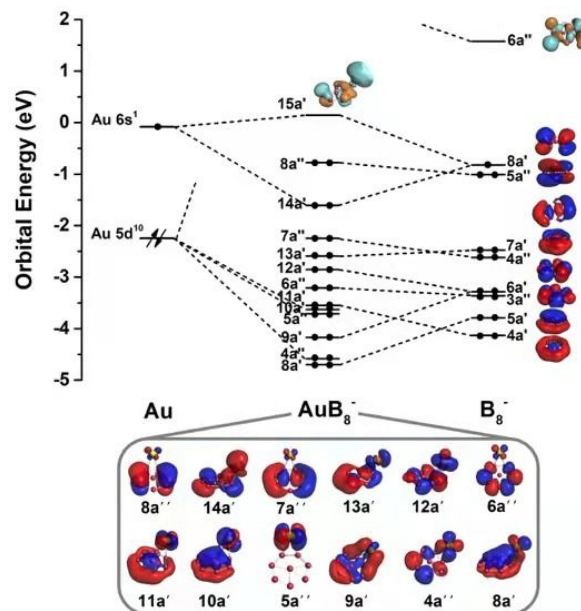 Orbital Energy (eV)
2
1
0
-1
-2
-3
-4
-5
Au 6s¹
Au 5d¹⁰
15a'
8a''
14a'
7a''
13a'
12a'
6a''
11a'
10a'
5a''
9a'
4a''
8a'
6a''
8a'
5a''
7a'
4a''
6a'
3a''
5a'
4a'
Au AuB₈⁻ B₈⁻
8a'' 14a' 7a'' 13a' 12a' 6a''
11a' 10a' 5a'' 9a' 4a'' 8a'